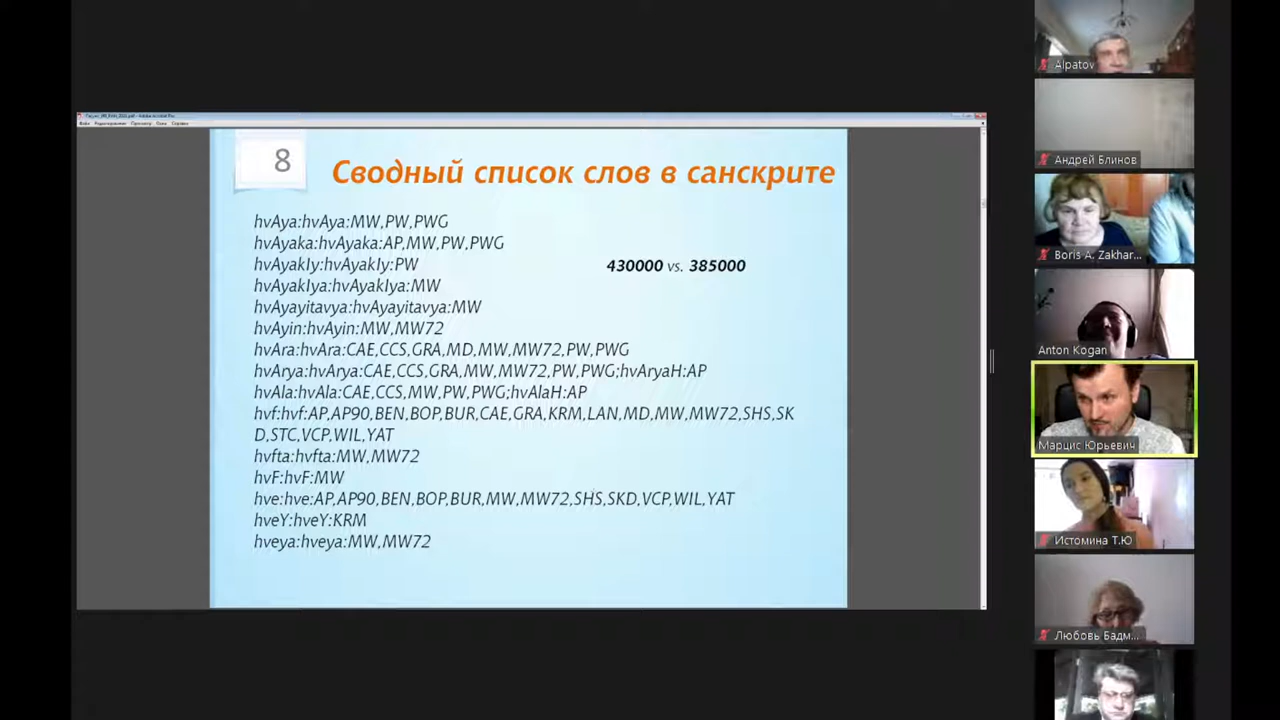 8
Сводный список слов в санскрите
hvAya:hvAya:MW,PW,PWG
hvAyaka:hvAyaka:AP,MW,PW,PWG
hvAyakIy:hvAyakIy:PW
430000 vs. 385000
hvAyakIya:hvAyakIya:MW
hvAyayitavya:hvAyayitavya:MW
hvAyin:hvAyin:MW,MW72
hvAra:hvAra:CAE,CCS,GRA,MD,MW,MW72,PW,PWG
hvArya:hvArya:CAE,CCS,GRA,MW,MW72,PW,PWG;hvAryaH:AP
hvAla:hvAla:CAE,CCS,MW,PW,PWG;hvAlaH:AP
hvf:hvf:AP,AP90,BEN,BOP,BUR,CAE,GRA,KRM,LAN,MD,MW,MW72,SHS,SK
D,STC,VCP,WIL,YAT
hvfta:hvfta:MW,MW72
hvF:hvF:MW
hve:hve:AP,AP90,BEN,BOP,BUR,MW,MW72,SHS,SKD,VCP,WIL,YAT
hveY:hveY:KRM
hveya:hveya:MW,MW72
Alpatov
Андрей Блинов
Boris A. Zakhar...
Anton Kogan
Марцис Юрьевич
Истомина Т.Ю
Любовь Бадм...